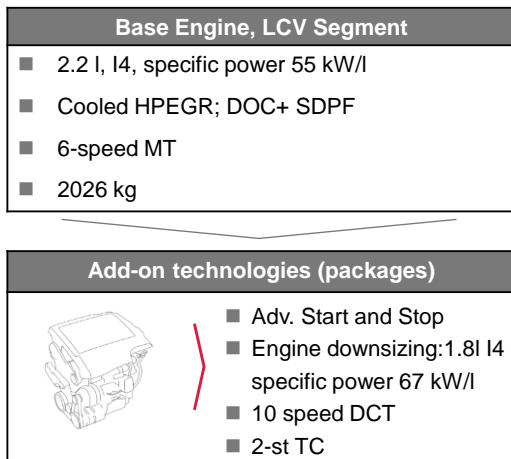 Base Engine, LCV Segment
2.2 l, I4, specific power 55 kW/l
Cooled HPEGR; DOC+ SDPF
6-speed MT
2026 kg
Add-on technologies (packages)
Adv. Start and Stop
Engine downsizing:1.8l I4
specific power 67 kW/l
10 speed DCT
2-st TC